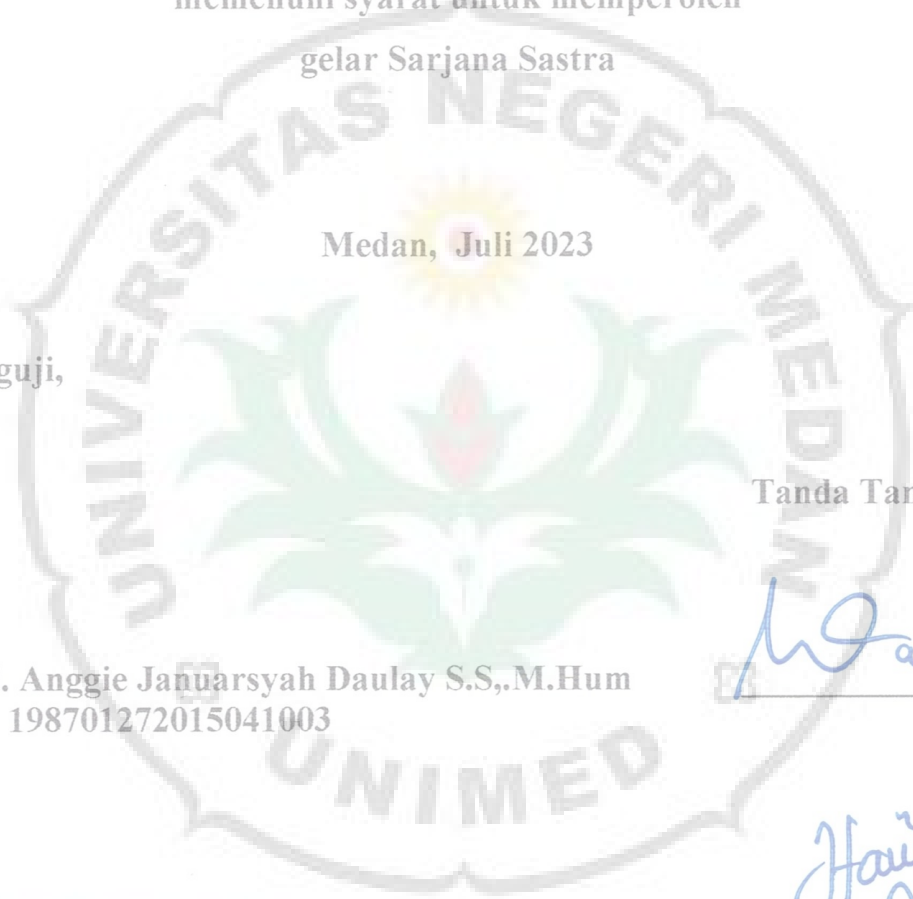 memenuhi syarat untuk memperoleh
gelar Sarjana Sastra
UNIVERSITAS NEGERI MEDAN
Medan, Juli 2023
guji,
Tanda Tan
. Anggie Januarsyah Daulay S.S,.M.Hum
198701272015041003
UNIMED